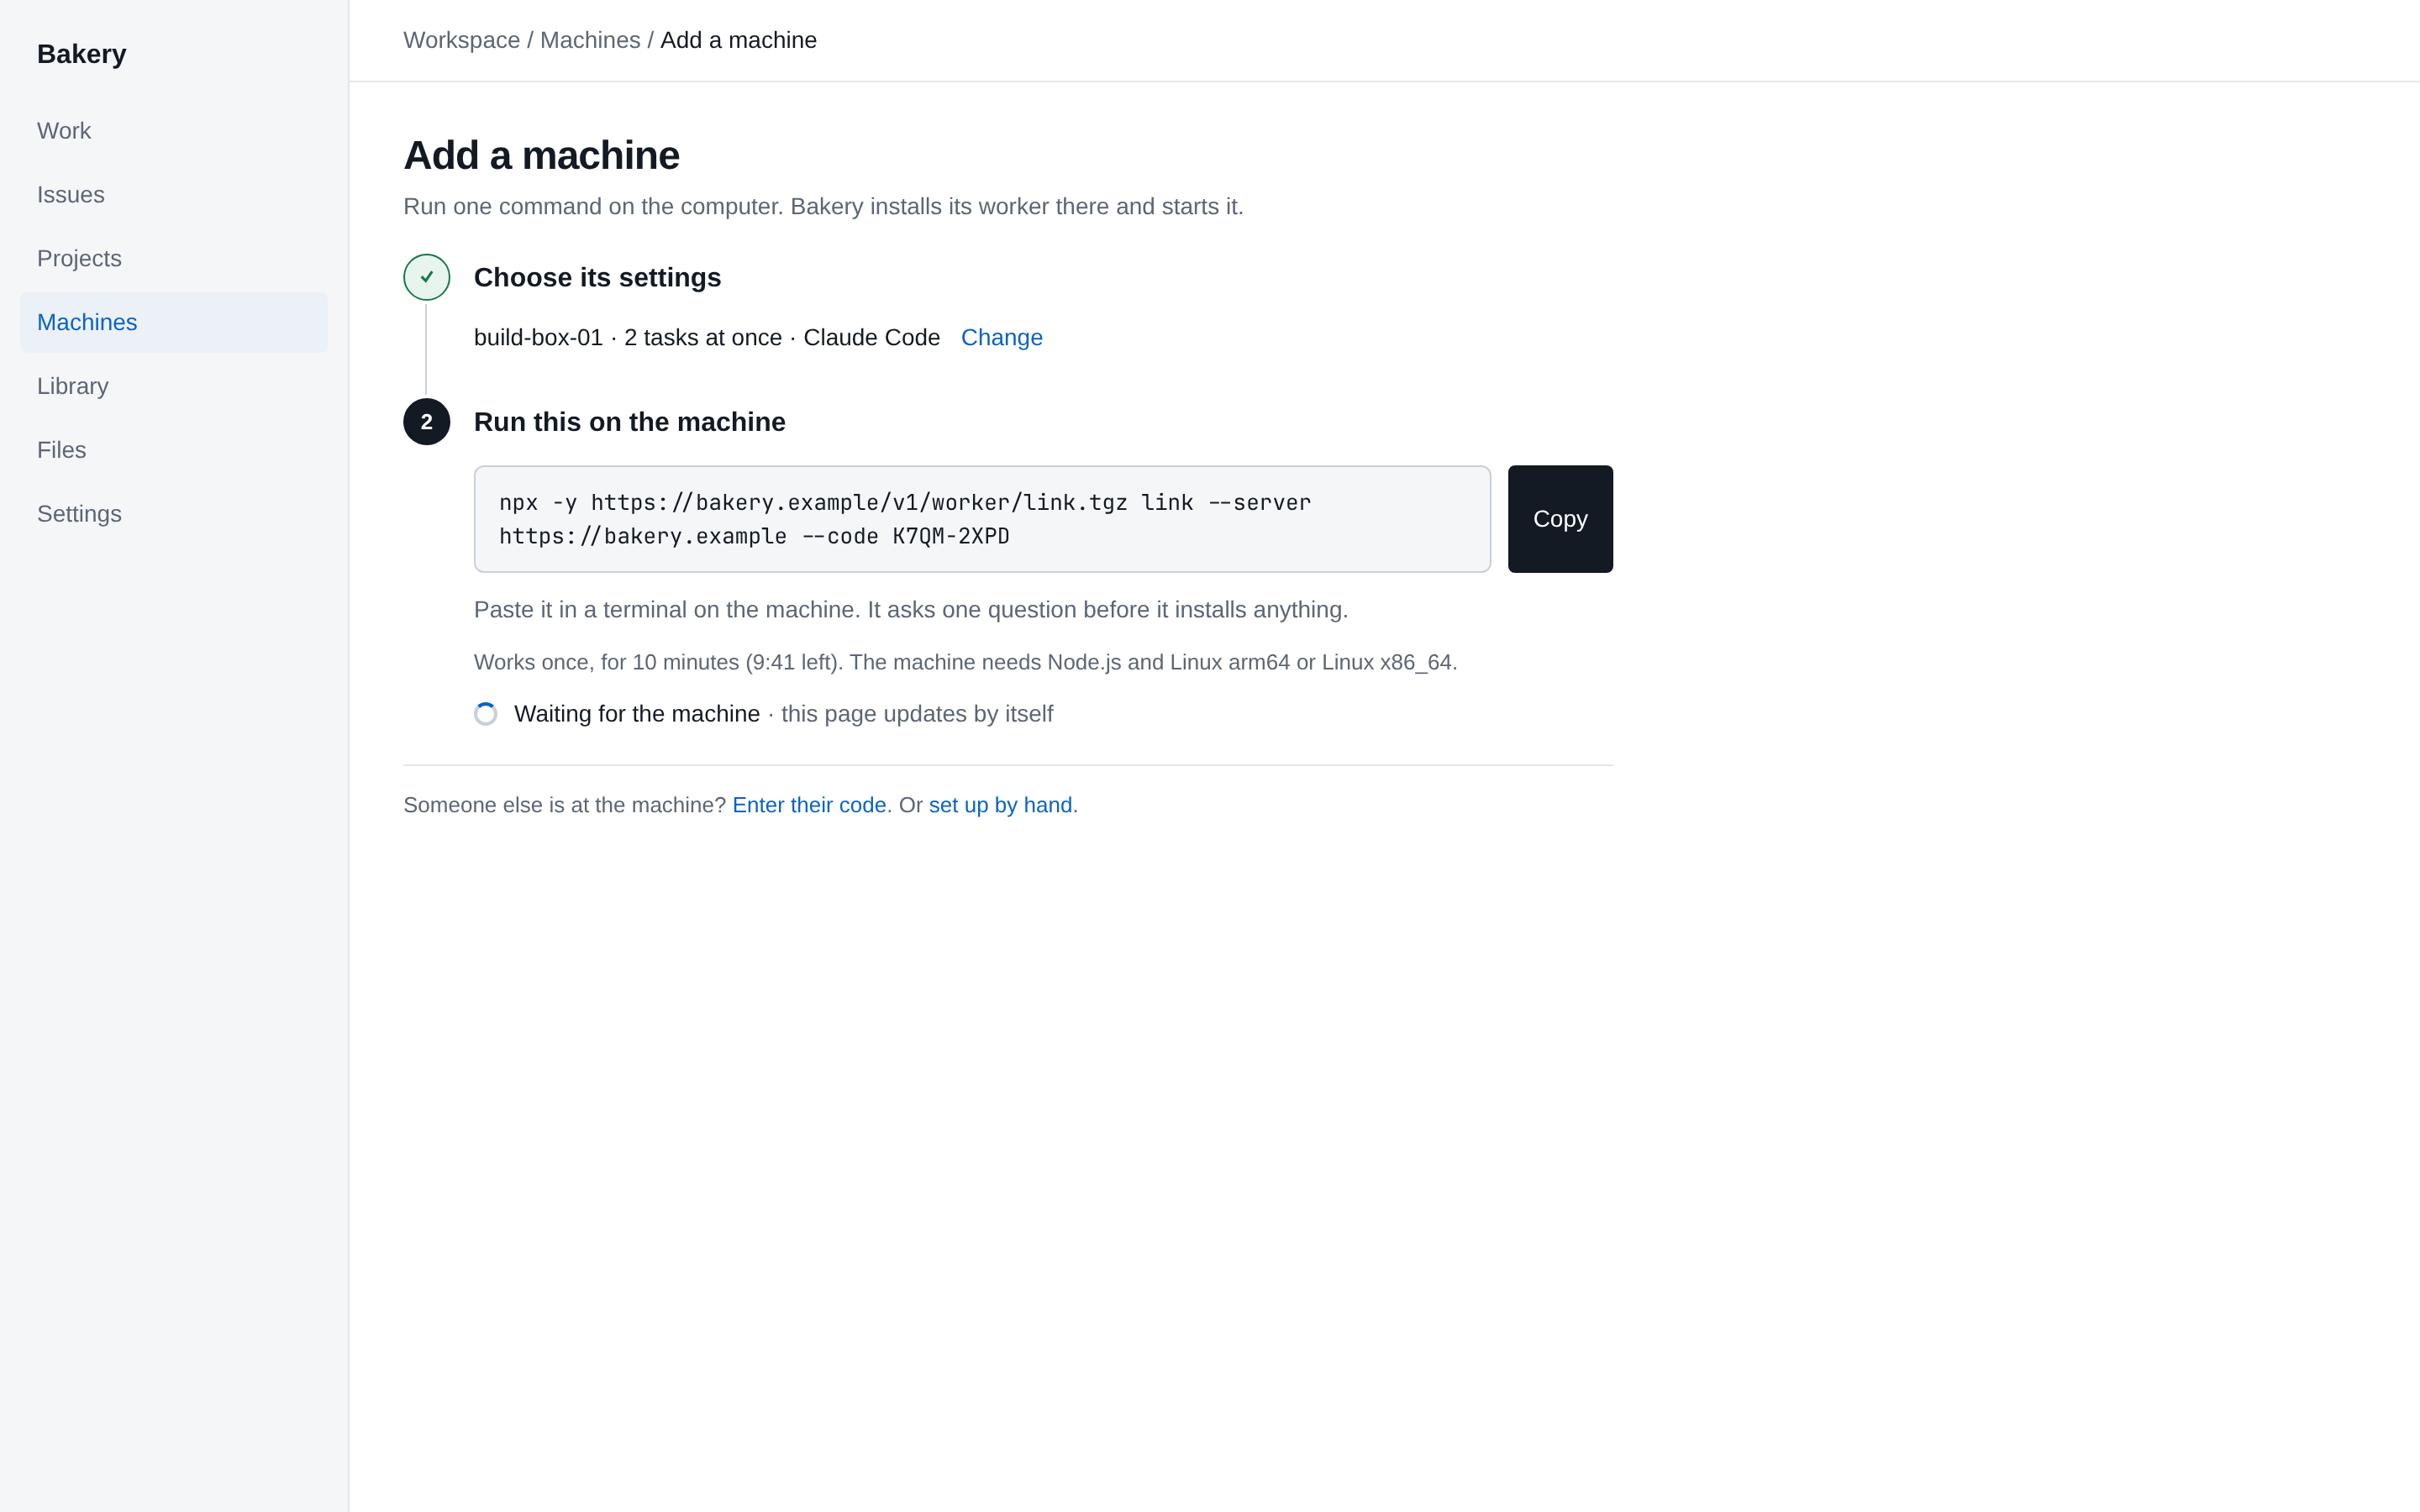 Bakery
Work
Issues
Projects
Machines
Library
Files
Settings
Workspace / Machines / Add a machine
Add a machine
Run one command on the computer. Bakery installs its worker there and starts it.
Choose its settings
build-box-01 · 2 tasks at once · Claude Code Change
2 Run this on the machine
npx -y https://bakery.example/v1/worker/link.tgz link --server
https://bakery.example --code K7QM-2XPD
Copy
Paste it in a terminal on the machine. It asks one question before it installs anything.
Works once, for 10 minutes (9:41 left). The machine needs Node.js and Linux arm64 or Linux x86_64.
Waiting for the machine · this page updates by itself
Someone else is at the machine? Enter their code. Or set up by hand.